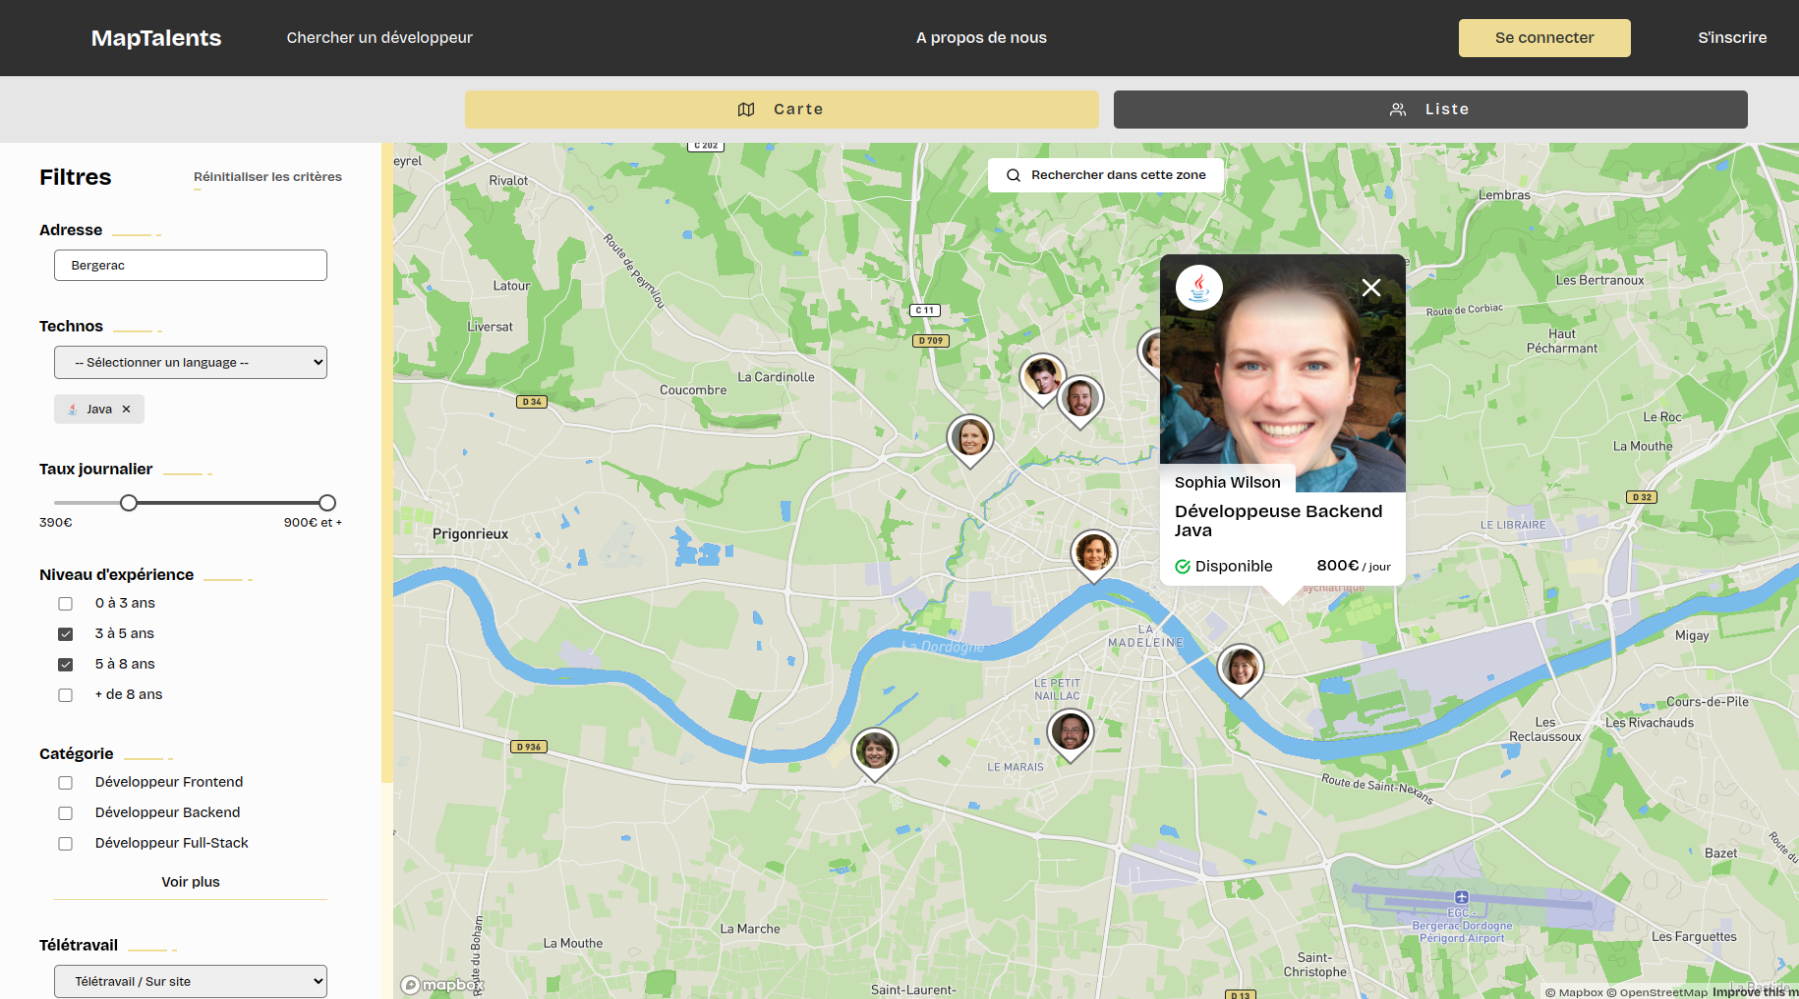 MapTalents
Chercher un développeur
A propos de nous
Se connecter
S'inscrire
Carte
Liste
Filtres
Réinitialiser les critères
Adresse
Bergerac
Technos
-- Sélectionner un language --
Java ×
Taux journalier
390€
900€ et +
Niveau d'expérience
0 à 3 ans
3 à 5 ans
5 à 8 ans
+ de 8 ans
Catégorie
Développeur Frontend
Développeur Backend
Développeur Full-Stack
Voir plus
Télétravail
Télétravail / Sur site
Rechercher dans cette zone
C 202
eyrel
Rivalot
Lembras
Route de Peymilou
Latour
Les Bertranoux
C 11
Route de Corbiac
Liversat
D 709
Haut
Pécharmant
La Cardinolle
Coucombre
D 34
Le Roc
La Mouthe
Sophia Wilson
Développeuse Backend
Java
Disponible
800€ / jour
D 32
LE LIBRAIRE
Prigonrieux
sychiatrique
LA
MADELEINE
La Dordogne
Migay
LE PETIT
NAILLAC
Cours-de-Pile
Les
Reclaussoux
Les Rivachauds
D 936
LE MARAIS
Route de Saint-Nexans
Route du
Bazet
EGC -
Bergerac Dordogne
Périgord Airport
La Marche
La Mouthe
Route du Boharn
Les Farguettes
Saint-
Christophe
Saint-Laurent-
D 13
La Bastide
mapbox
© Mapbox © OpenStreetMap Improve this m